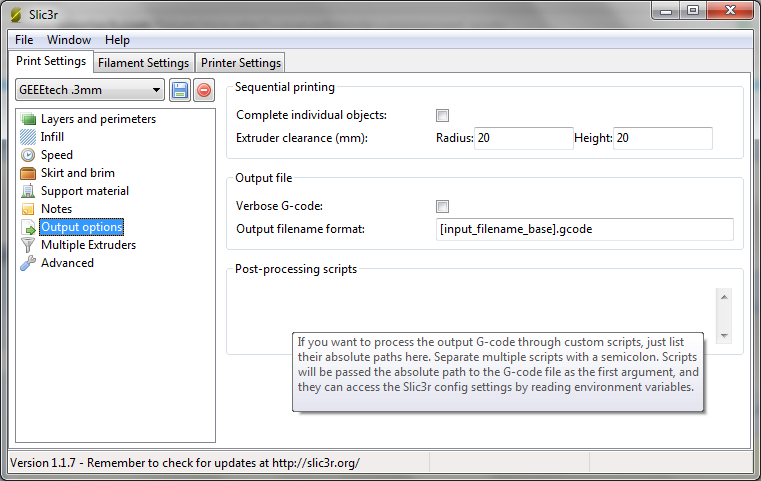 Slic3r
File Window Help
Print Settings Filament Settings Printer Settings
GEEEtech .3mm
Layers and perimeters
Infill
Speed
Skirt and brim
Support material
Notes
Output options
Multiple Extruders
Advanced
Sequential printing
Complete individual objects:
Extruder clearance (mm): Radius: 20 Height: 20
Output file
Verbose G-code:
Output filename format: [input_filename_base].gcode
Post-processing scripts
If you want to process the output G-code through custom scripts, just list
their absolute paths here. Separate multiple scripts with a semicolon. Scripts
will be passed the absolute path to the G-code file as the first argument, and
they can access the Slic3r config settings by reading environment variables.
Version 1.1.7 - Remember to check for updates at http://slic3r.org/